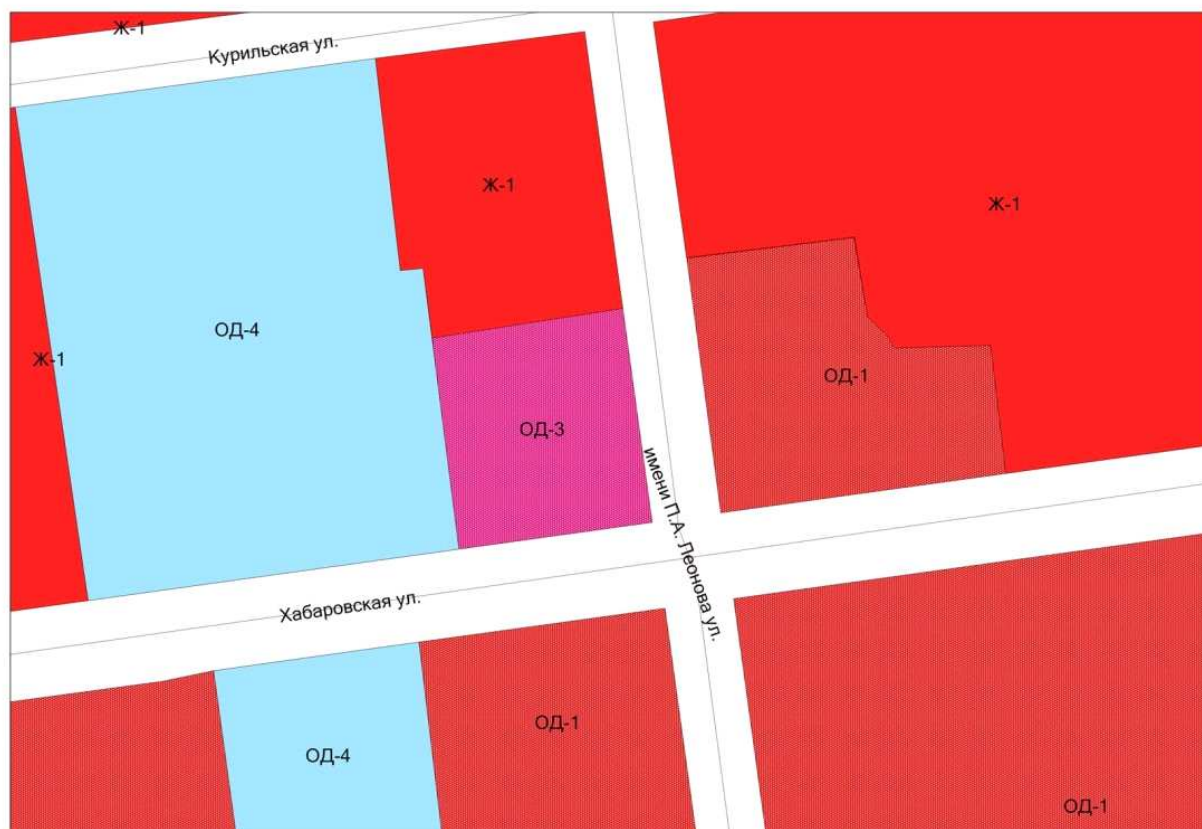 Ж-1
Курильская ул.
Ж-1
Ж-1
ОД-4
Ж-1
ОД-1
ОД-3
имени П.А. Леонова ул.
Хабаровская ул.
ОД-1
ОД-4
ОД-1